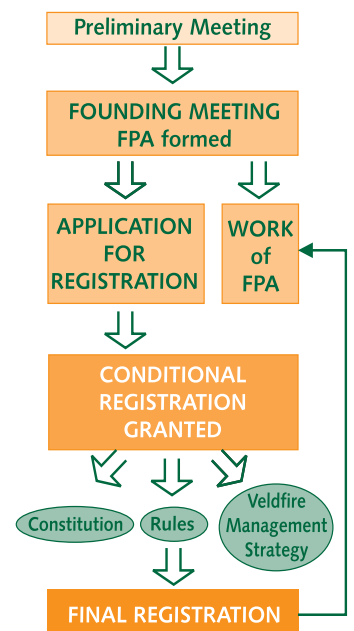 Preliminary Meeting
FOUNDING MEETING
FPA formed
APPLICATION
FOR
REGISTRATION
WORK
of
FPA
CONDITIONAL
REGISTRATION
GRANTED
Constitution
Rules
Veldfire
Management
Strategy
FINAL REGISTRATION